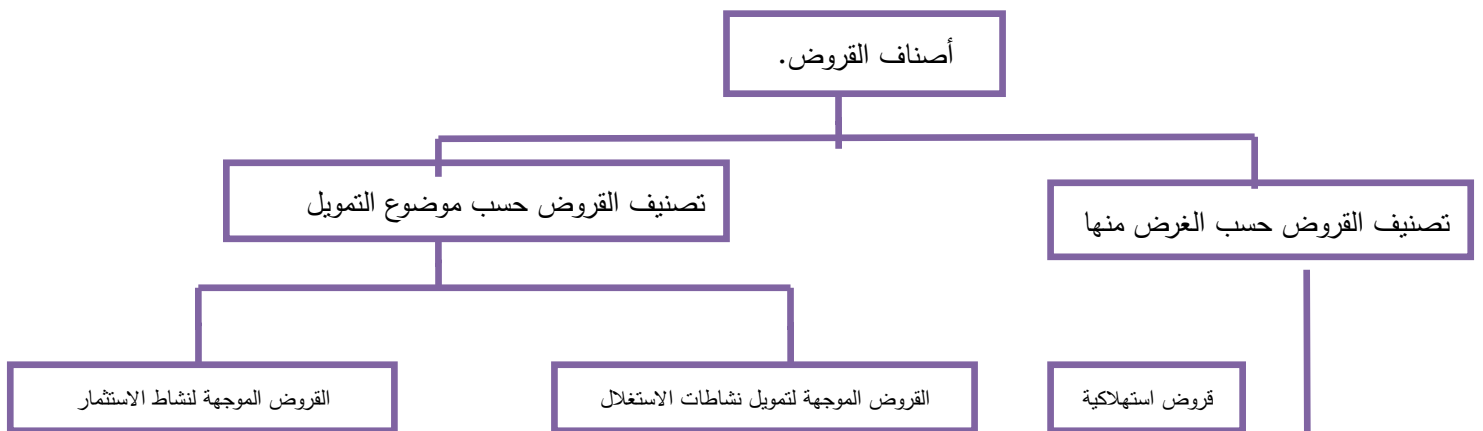 أصناف القروض.
تصنيف القروض حسب الغرض منها
تصنيف القروض حسب موضوع التمويل
قروض استهلاكية
القروض الموجهة لتمويل نشاطات الاستغلال
القروض الموجهة لنشاط الاستثمار